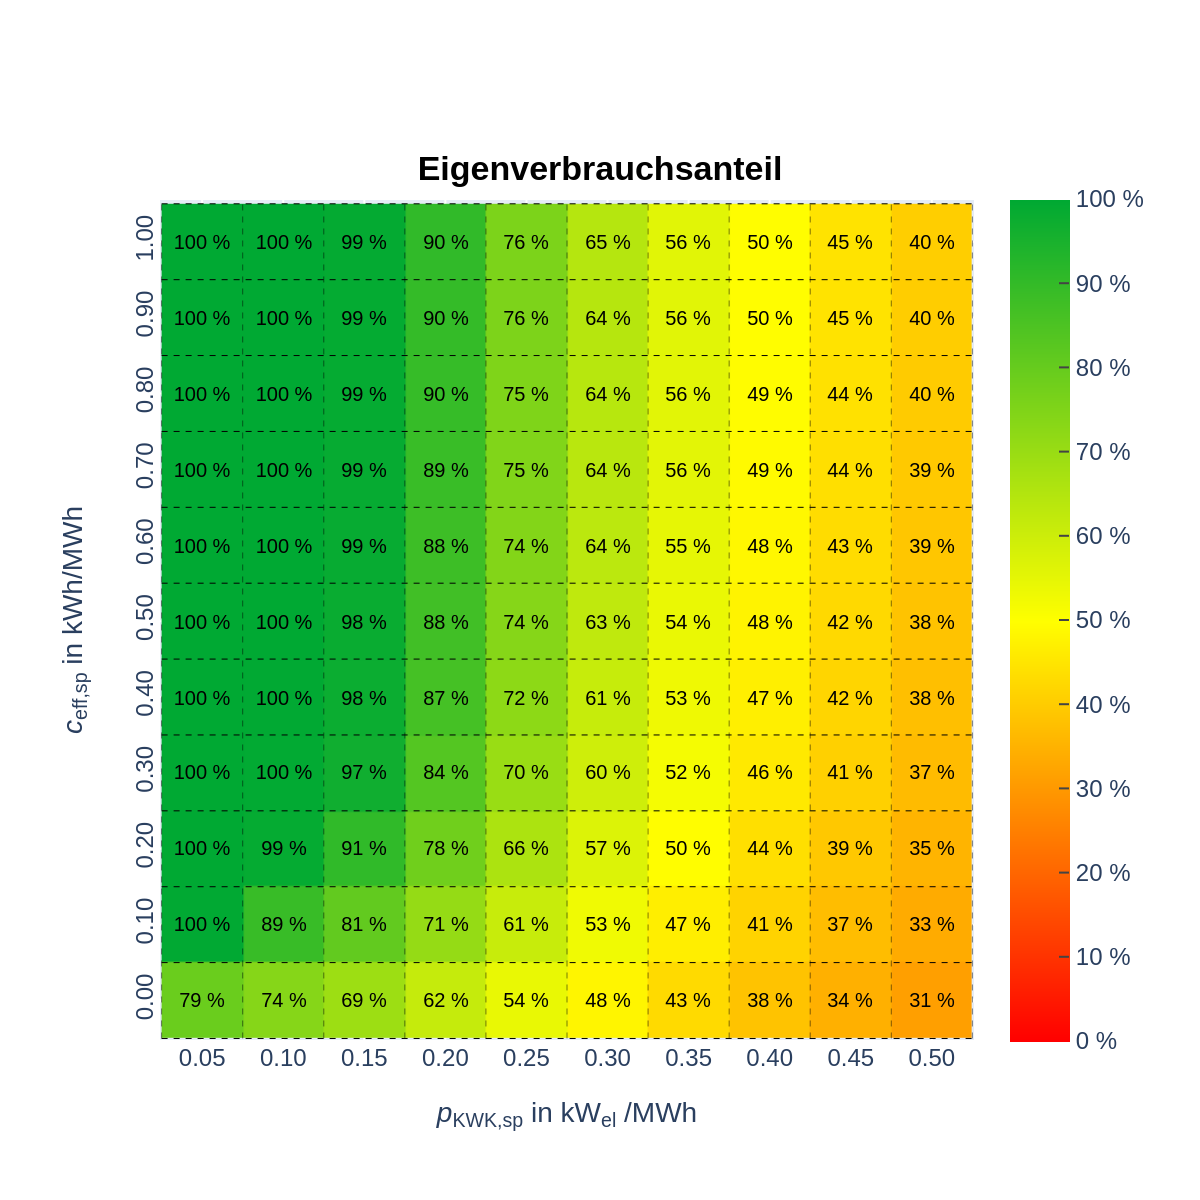 Eigenverbrauchsanteil
1.00 100 % 100 % 99 % 90 % 76 % 65 % 56 % 50 % 45 % 40 %
0.90 100 % 100 % 99 % 90 % 76 % 64 % 56 % 50 % 45 % 40 %
0.80 100 % 100 % 99 % 90 % 75 % 64 % 56 % 49 % 44 % 40 %
0.70 100 % 100 % 99 % 89 % 75 % 64 % 56 % 49 % 44 % 39 %
0.60 100 % 100 % 99 % 88 % 74 % 64 % 55 % 48 % 43 % 39 %
0.50 100 % 100 % 98 % 88 % 74 % 63 % 54 % 48 % 42 % 38 %
0.40 100 % 100 % 98 % 87 % 72 % 61 % 53 % 47 % 42 % 38 %
0.30 100 % 100 % 97 % 84 % 70 % 60 % 52 % 46 % 41 % 37 %
0.20 100 % 99 % 91 % 78 % 66 % 57 % 50 % 44 % 39 % 35 %
0.10 100 % 89 % 81 % 71 % 61 % 53 % 47 % 41 % 37 % 33 %
0.00 79 % 74 % 69 % 62 % 54 % 48 % 43 % 38 % 34 % 31 %
0.05 0.10 0.15 0.20 0.25 0.30 0.35 0.40 0.45 0.50
pKWK,sp in kWel /MWh
ceff,sp in kWh/MWh
100 %
90 %
80 %
70 %
60 %
50 %
40 %
30 %
20 %
10 %
0 %